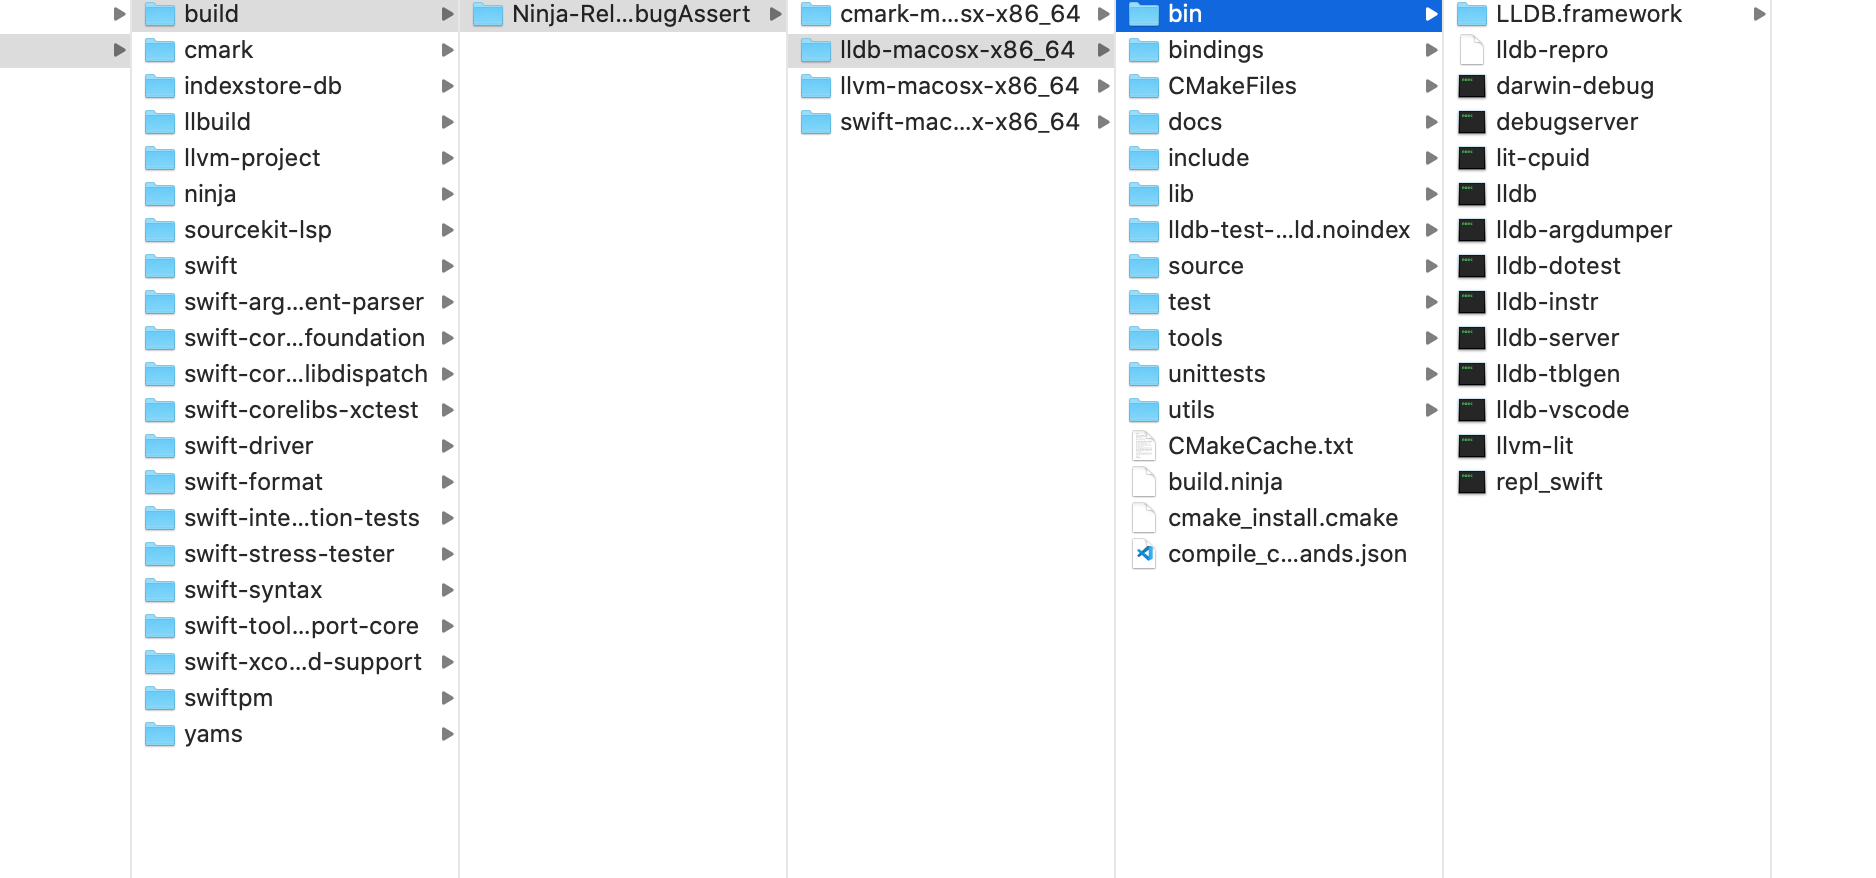 build
cmark
indexstore-db
llbuild
llvm-project
ninja
sourcekit-lsp
swift
swift-arg...ent-parser
swift-cor...foundation
swift-cor...libdispatch
swift-corelibs-xctest
swift-driver
swift-format
swift-inte...tion-tests
swift-stress-tester
swift-syntax
swift-tool...port-core
swift-xco...d-support
swiftpm
yams
Ninja-Rel...bugAssert
cmark-m...sx-x86_64
lldb-macosx-x86_64
llvm-macosx-x86_64
swift-mac...x-x86_64
bin
bindings
CMakeFiles
docs
include
lib
lldb-test-...ld.noindex
source
test
tools
unittests
utils
CMakeCache.txt
build.ninja
cmake_install.cmake
compile_c...ands.json
LLDB.framework
lldb-repro
darwin-debug
debugserver
lit-cpuid
lldb
lldb-argdumper
lldb-dotest
lldb-instr
lldb-server
lldb-tblgen
lldb-vscode
llvm-lit
repl_swift